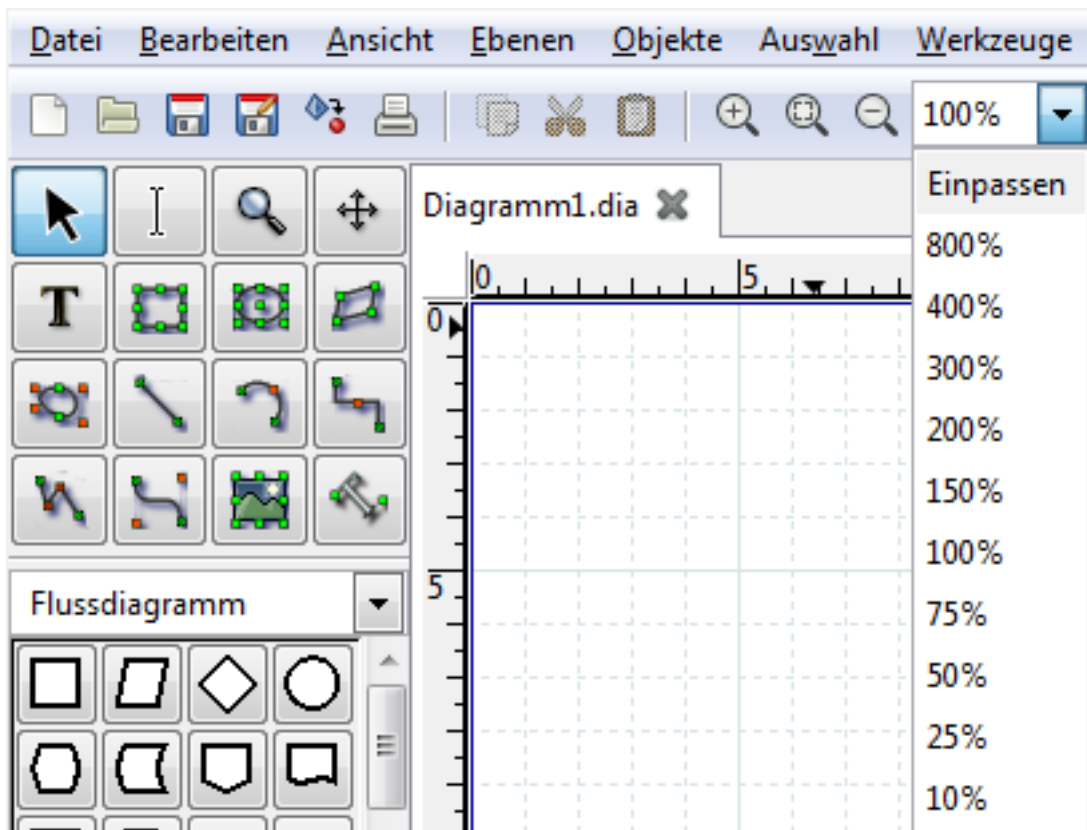 Datei Bearbeiten Ansicht Ebenen Objekte Auswahl Werkzeuge
100%
Einpassen
800%
400%
300%
200%
150%
100%
75%
50%
25%
10%
Diagramm1.dia
0 5
0
5
T
Flussdiagramm